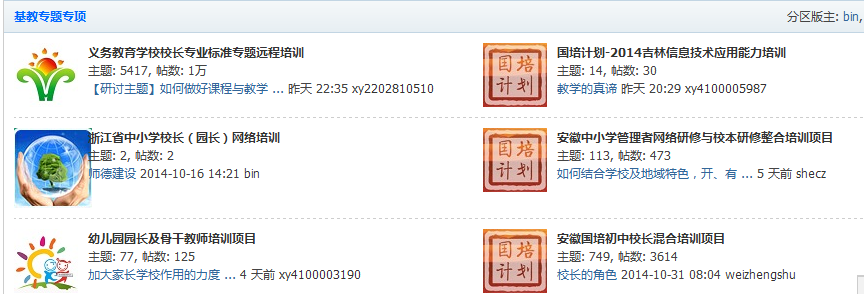 基教专题专项
分区版主: bin,
义务教育学校校长专业标准专题远程培训
主题: 5417, 帖数: 1万
【研讨主题】如何做好课程与教学 ... 昨天 22:35 xy2202810510
国培计划
国培计划-2014吉林信息技术应用能力培训
主题: 14, 帖数: 30
教学的真谛 昨天 20:29 xy4100005987
浙江省中小学校长（园长）网络培训
主题: 2, 帖数: 2
师德建设 2014-10-16 14:21 bin
国培计划
安徽中小学管理者网络研修与校本研修整合培训项目
主题: 113, 帖数: 473
如何结合学校及地域特色，开、有 ... 5 天前 shecz
幼儿园园长及骨干教师培训项目
主题: 77, 帖数: 125
加大家长学校作用的力度 ... 4 天前 xy4100003190
国培计划
安徽国培初中校长混合培训项目
主题: 749, 帖数: 3614
校长的角色 2014-10-31 08:04 weizhengshu